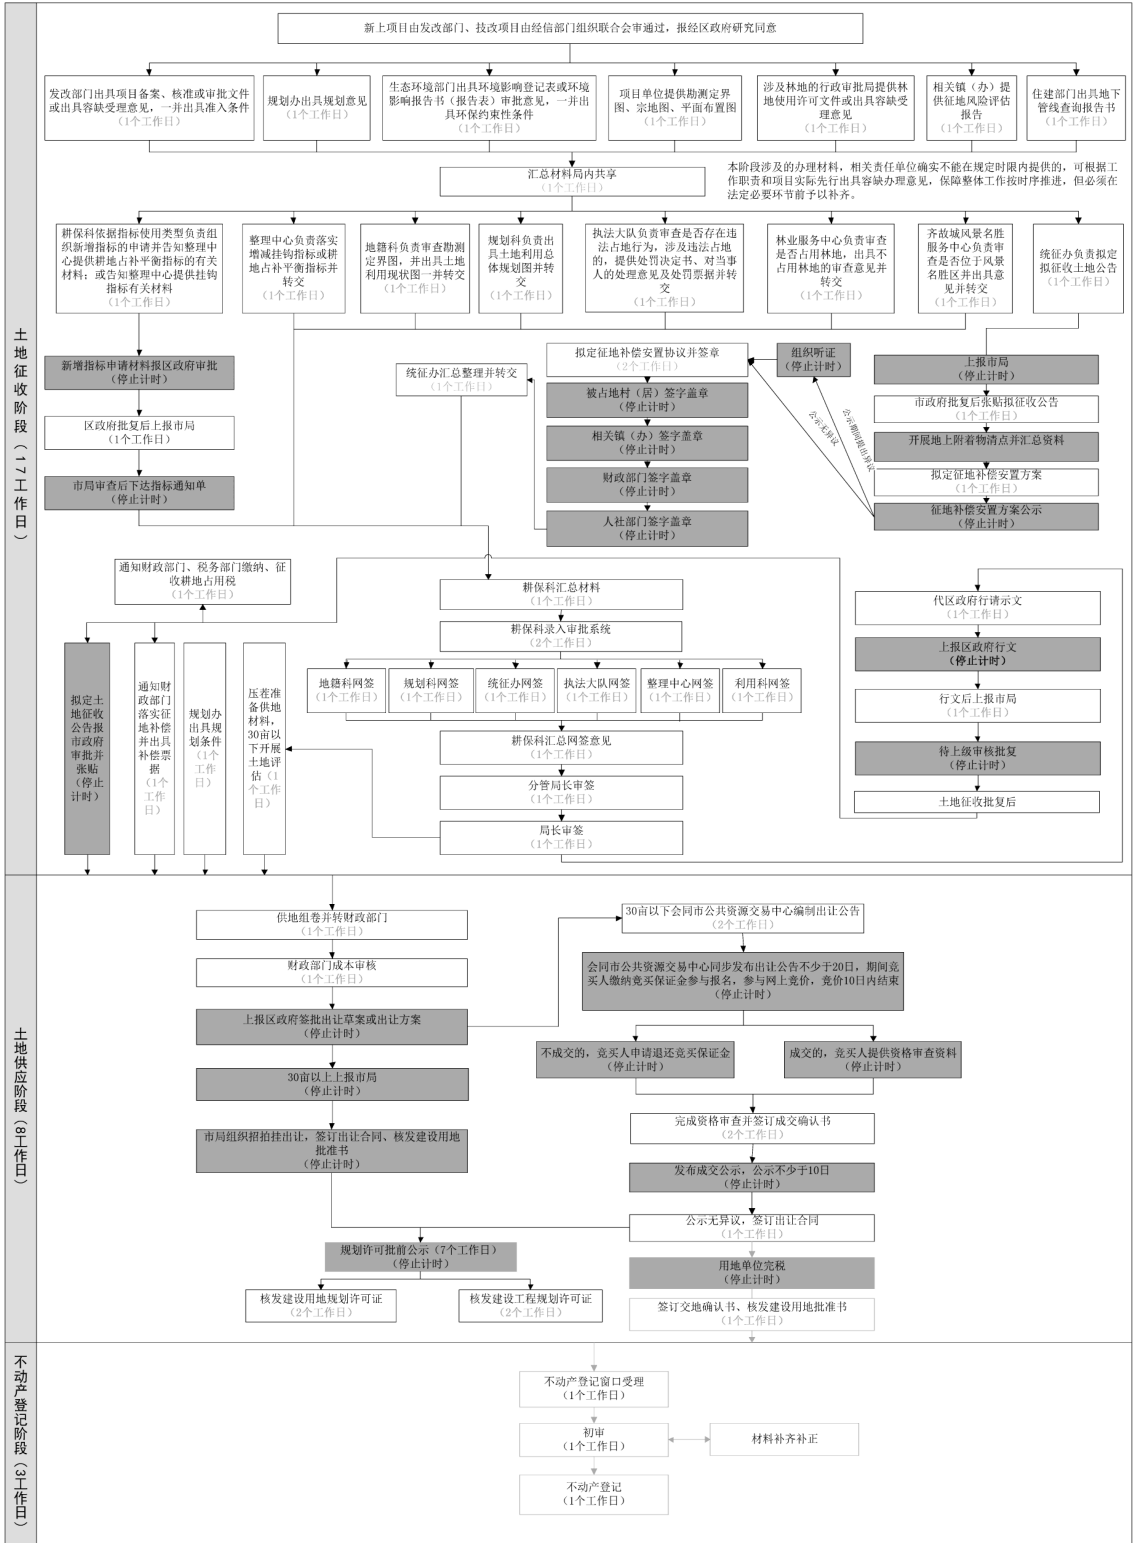 土地征收阶段（17工作日）
新上项目由发改部门、技改项目由经信部门组织联合会审通过，报经区政府研究同意
发改部门出具项目备案、核准或审批文件
或出具容缺受理意见，一并出具准入条件
（1个工作日）
规划办出具规划意见
（1个工作日）
生态环境部门出具环境影响登记表或环境
影响报告书（报告表）审批意见，一并出
具环保约束性条件
（1个工作日）
项目单位提供勘测定界
图、宗地图、平面布置图
（1个工作日）
涉及林地的行政审批局提供林
地使用许可文件或出具容缺受
理意见
（1个工作日）
相关镇（办）提
供征地风险评估
报告
（1个工作日）
住建部门出具地下
管线查询报告书
（1个工作日）
汇总材料局内共享
（1个工作日）
本阶段涉及的办理材料，相关责任单位确实不能在规定时限内提供的，可根据工
作职责和项目实际先行出具容缺办理意见，保障整体工作按时序推进，但必须在
法定必要环节前予以补齐。
耕保科依据指标使用类型负责组
织新增指标的申请并告知整理中
心提供耕地占补平衡指标的有关
材料；或告知整理中心提供挂钩
指标有关材料
（1个工作日）
整理中心负责落实
增减挂钩指标或耕
地占补平衡指标并
转交
（1个工作日）
地籍科负责审查勘测
定界图，并出具土地
利用现状图一并转交
（1个工作日）
规划科负责出
具土地利用总
体规划图并转
交
（1个工作日）
执法大队负责审查是否存在违
法占地行为，涉及违法占地
的，提供处罚决定书、对当事
人的处理意见及处罚票据并转
交
（1个工作日）
林业服务中心负责审查
是否占用林地，出具不
占用林地的审查意见并
转交
（1个工作日）
齐故城风景名胜
服务中心负责审
查是否位于风景
名胜区并出具意
见并转交
（1个工作日）
统征办负责拟定
拟征收土地公告
（1个工作日）
新增指标申请材料报区政府审批
（停止计时）
区政府批复后上报市局
（1个工作日）
市局审查后下达指标通知单
（停止计时）
统征办汇总整理并转交
（1个工作日）
拟定征地补偿安置协议并签章
（2个工作日）
被占地村（居）签字盖章
（停止计时）
相关镇（办）签字盖章
（停止计时）
财政部门签字盖章
（停止计时）
人社部门签字盖章
（停止计时）
组织听证
（停止计时）
公示无异议
公示期间提出异议
上报市局
（停止计时）
市政府批复后张贴拟征收公告
（1个工作日）
开展地上附着物清点并汇总资料
拟定征地补偿安置方案
（1个工作日）
征地补偿安置方案公示
（停止计时）
通知财政部门、税务部门缴纳、征
收耕地占用税
（1个工作日）
拟定土
地征收
公告报
市政府
审批并
张贴
（停止
计时）
通知财
政部门
落实征
地补偿
并出具
补偿票
据
（1个
工作
日）
规划办
出具规
划条件
（1个
工作
日）
压茬准
备供地
材料，
30亩以
下开展
土地评
估（1
个工作
日）
耕保科汇总材料
（1个工作日）
耕保科录入审批系统
（2个工作日）
地籍科网签
（1个工作日）
规划科网签
（1个工作日）
统征办网签
（1个工作日）
执法大队网签
（1个工作日）
整理中心网签
（1个工作日）
利用科网签
（1个工作日）
耕保科汇总网签意见
（1个工作日）
分管局长审签
（1个工作日）
局长审签
（1个工作日）
代区政府行请示文
（1个工作日）
上报区政府行文
（停止计时）
行文后上报市局
（1个工作日）
待上级审核批复
（停止计时）
土地征收批复后
土地供应阶段（8工作日）
供地组卷并转财政部门
（1个工作日）
财政部门成本审核
（1个工作日）
上报区政府签批出让草案或出让方案
（停止计时）
30亩以上上报市局
（停止计时）
市局组织招拍挂出让，签订出让合同、核发建设用地
批准书
（停止计时）
30亩以下会同市公共资源交易中心编制出让公告
（2个工作日）
会同市公共资源交易中心同步发布出让公告不少于20日，期间竞
买人缴纳竞买保证金参与报名，参与网上竞价，竞价10日内结束
（停止计时）
不成交的，竞买人申请退还竞买保证金
（停止计时）
成交的，竞买人提供资格审查资料
（停止计时）
完成资格审查并签订成交确认书
（2个工作日）
发布成交公示，公示不少于10日
（停止计时）
公示无异议，签订出让合同
（1个工作日）
规划许可批前公示（7个工作日）
（停止计时）
核发建设用地规划许可证
（2个工作日）
核发建设工程规划许可证
（2个工作日）
用地单位完税
（停止计时）
签订交地确认书、核发建设用地批准书
（1个工作日）
不动产登记阶段（3工作日）
不动产登记窗口受理
（1个工作日）
初审
（1个工作日）
材料补齐补正
不动产登记
（1个工作日）